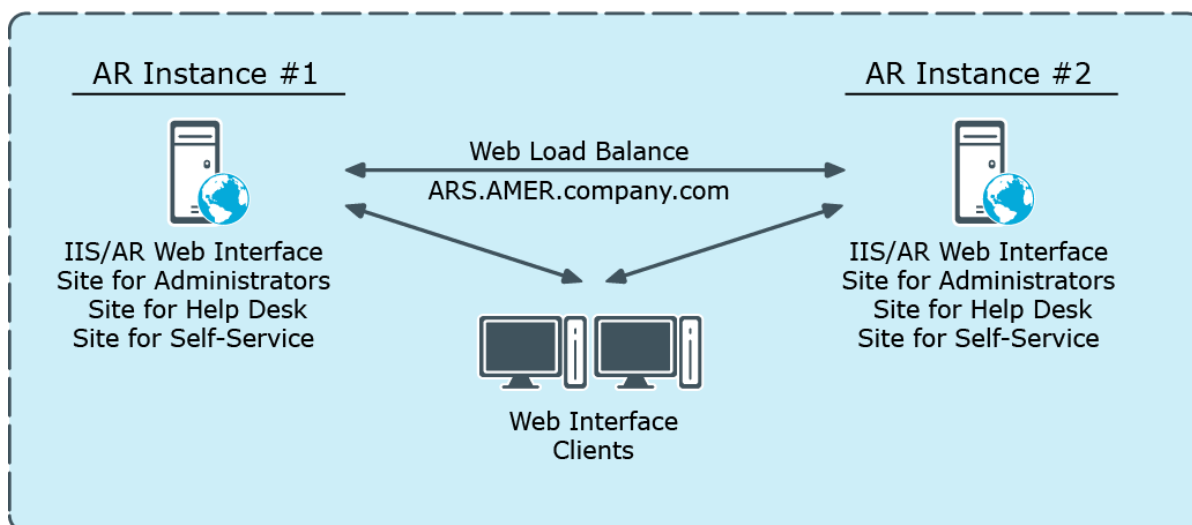 AR Instance #1
AR Instance #2
Web Load Balance
ARS.AMER.company.com
IIS/AR Web Interface
Site for Administrators
Site for Help Desk
Site for Self-Service
IIS/AR Web Interface
Site for Administrators
Site for Help Desk
Site for Self-Service
Web Interface
Clients